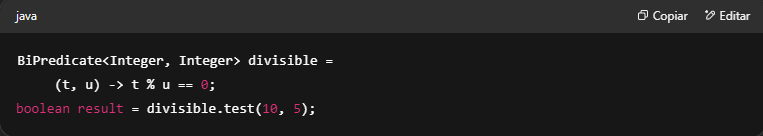 java Copiar Editar
BiPredicate<Integer, Integer> divisible =
(t, u) -> t % u == 0;
boolean result = divisible.test(10, 5);